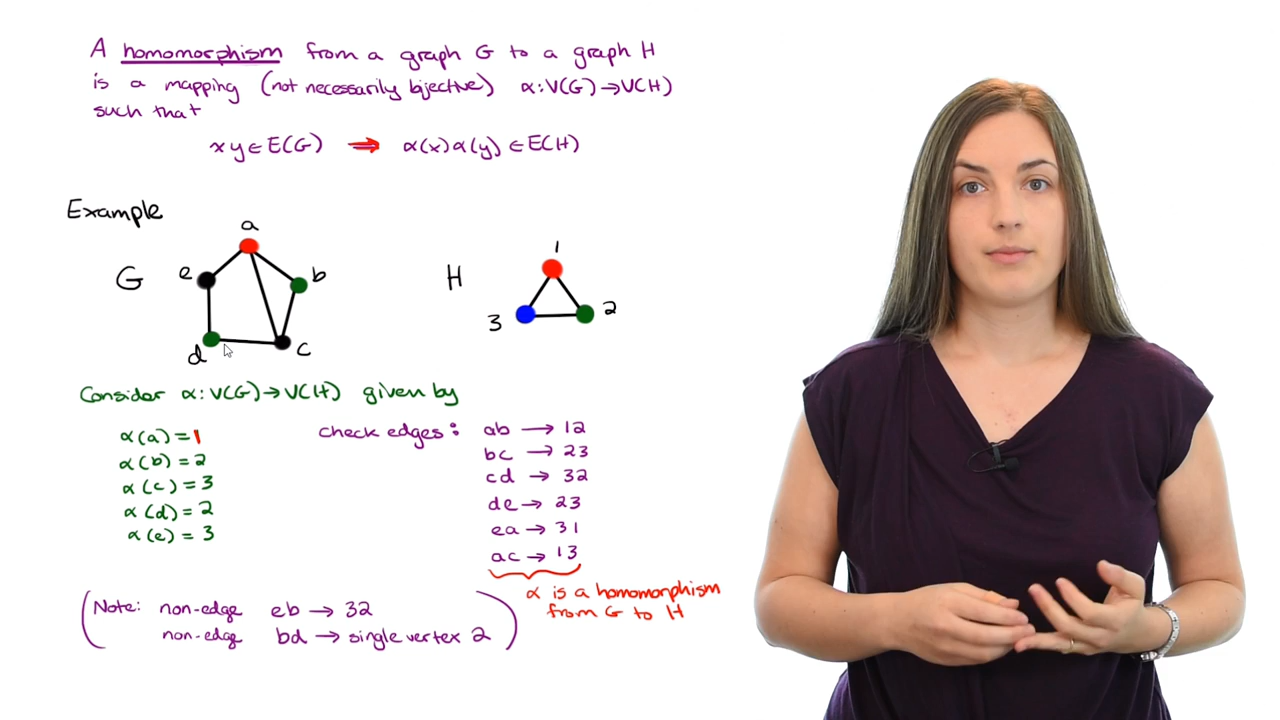 A homomorphism from a graph G to a graph H
is a mapping (not necessarily bijective) α: V(G)→V(H)
such that
xy∈E(G) ⇒ α(x)α(y)∈E(H)
Example
G
a
e
b
d
c
H
1
3
2
Consider α: V(G)→V(H) given by
α(a)=1
α(b)=2
α(c)=3
α(d)=2
α(e)=3
check edges:
ab → 12
bc → 23
cd → 32
de → 23
ea → 31
ac → 13
α is a homomorphism
from G to H
(Note: non-edge eb → 32
non-edge bd → single vertex 2)